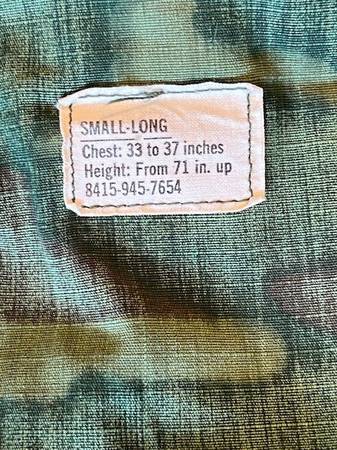 SMALL-LONG
Chest: 33 to 37 inches
Height: From 71 in. up
8415-945-7654